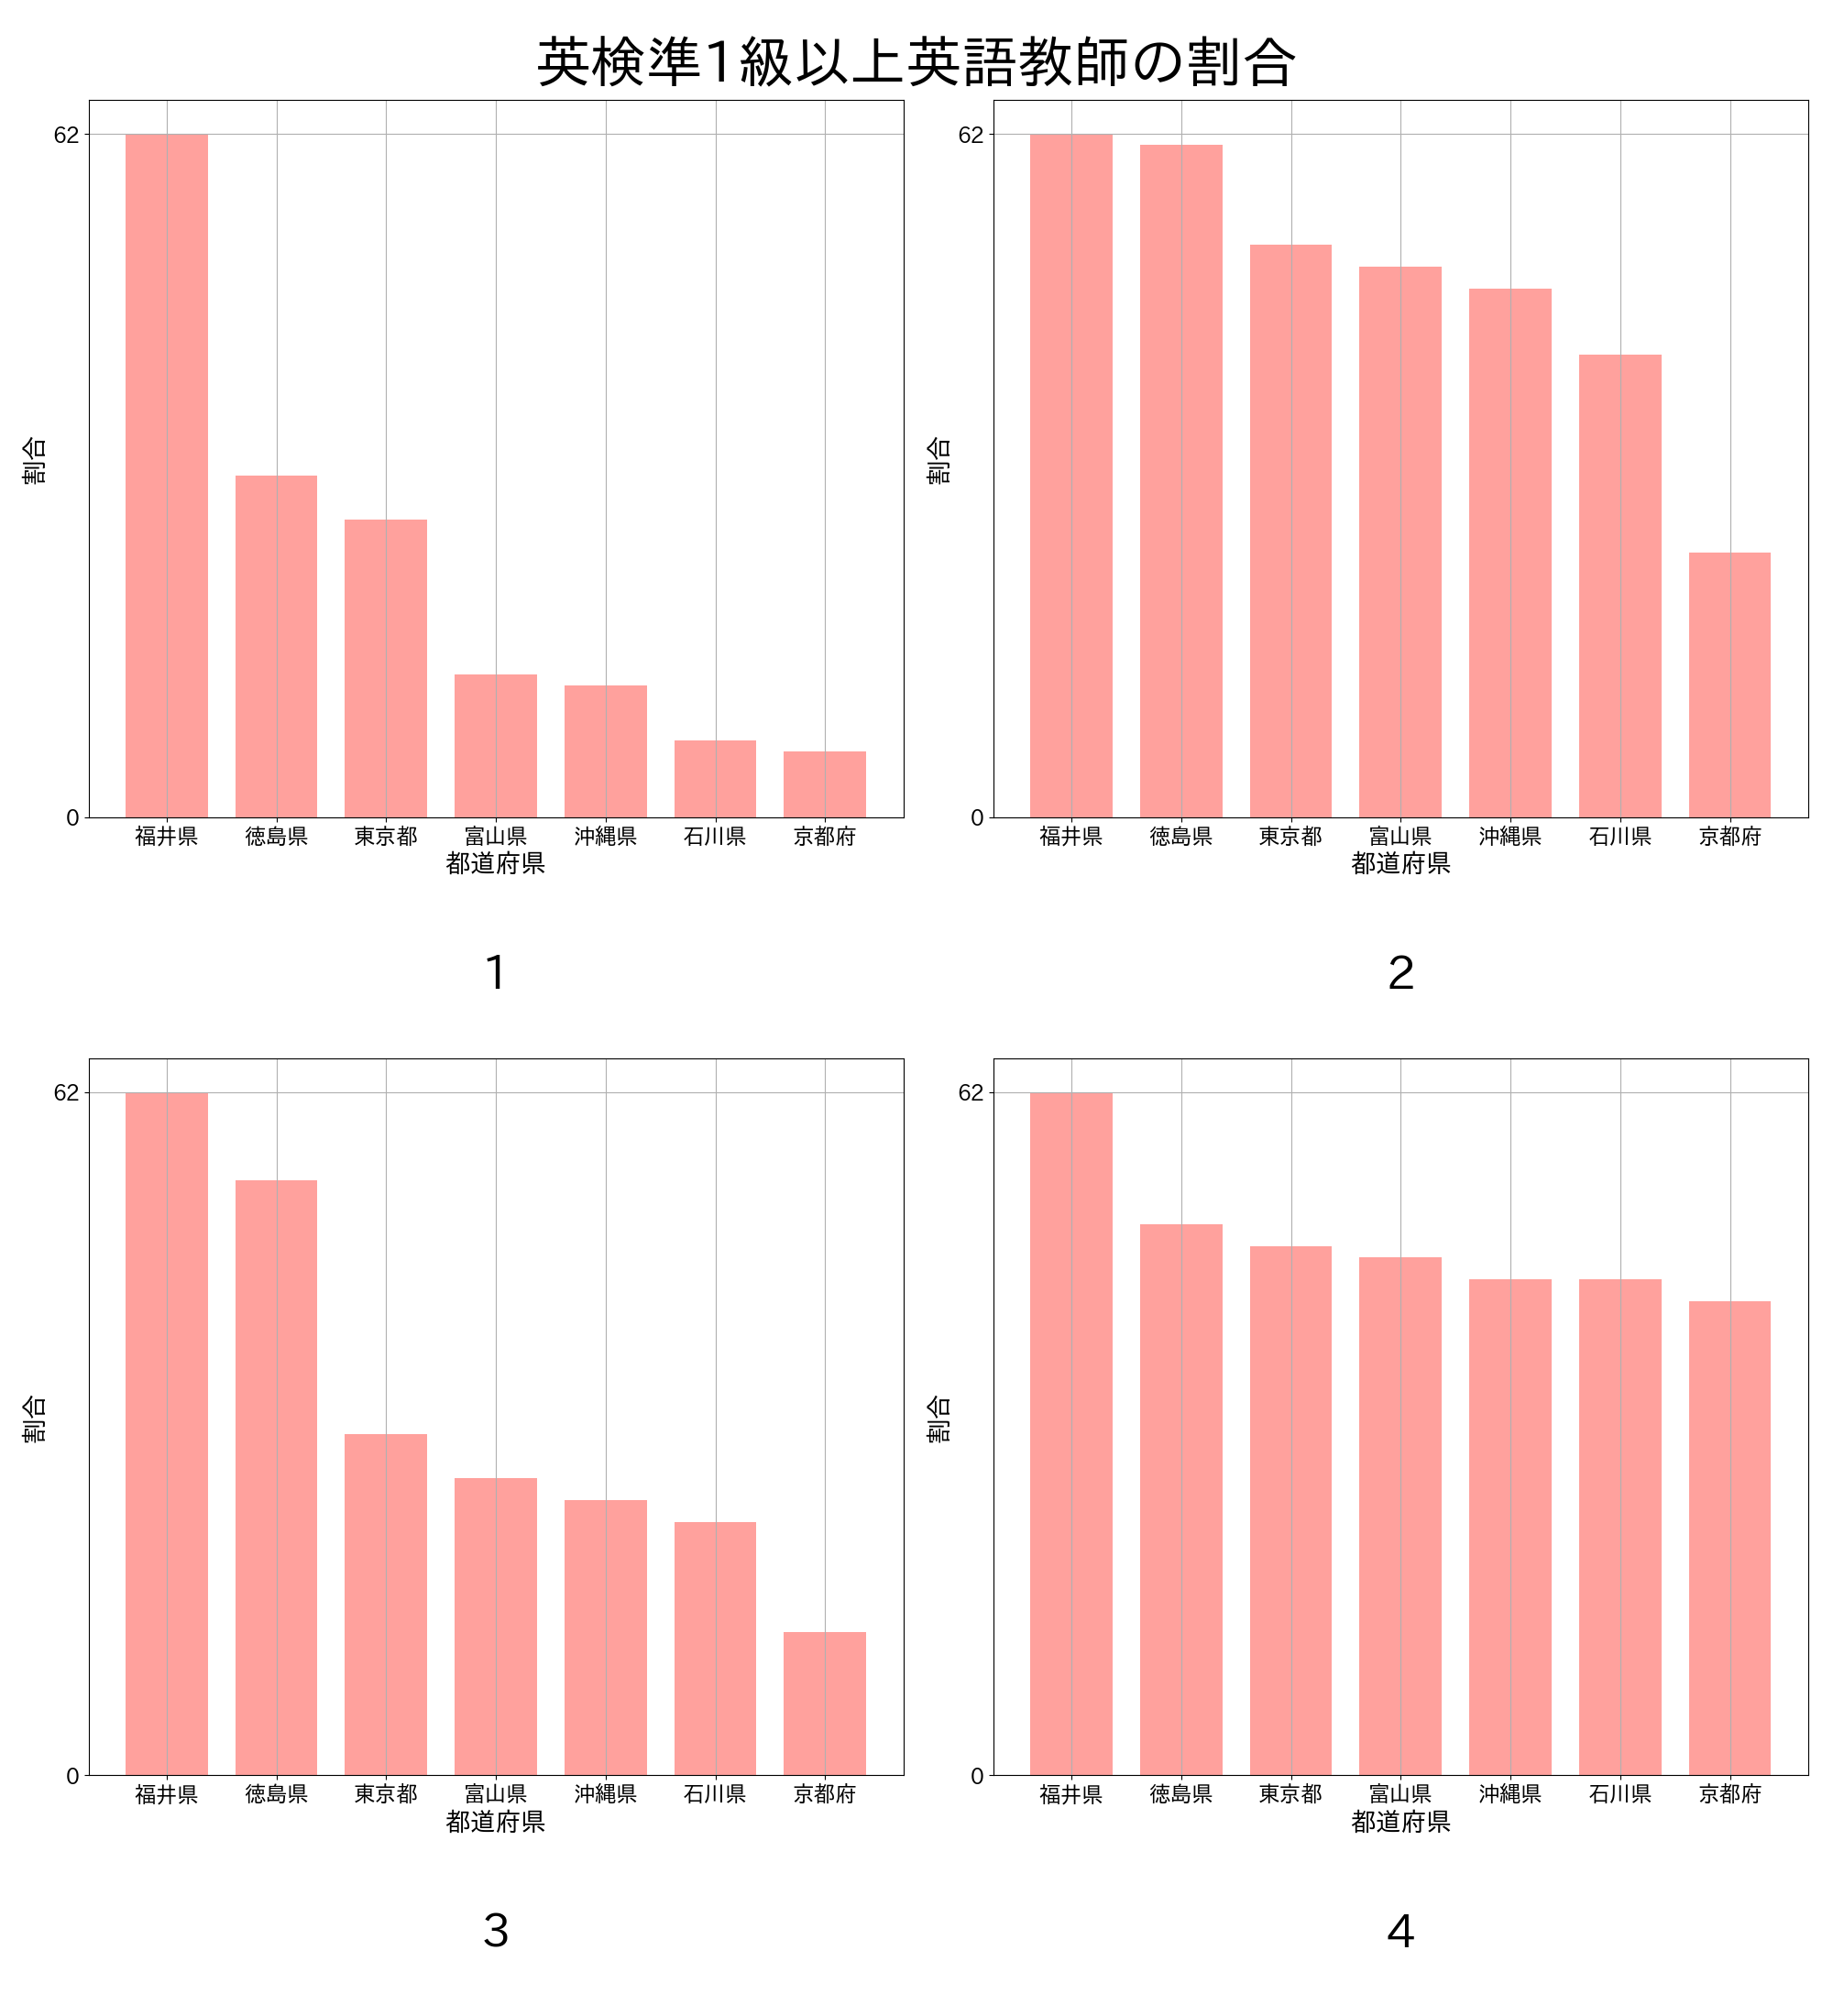 英検準1級以上英語教師の割合
62
0
割合
福井県 徳島県 東京都 富山県 沖縄県 石川県 京都府
都道府県
1
62
0
割合
福井県 徳島県 東京都 富山県 沖縄県 石川県 京都府
都道府県
2
62
0
割合
福井県 徳島県 東京都 富山県 沖縄県 石川県 京都府
都道府県
3
62
0
割合
福井県 徳島県 東京都 富山県 沖縄県 石川県 京都府
都道府県
4